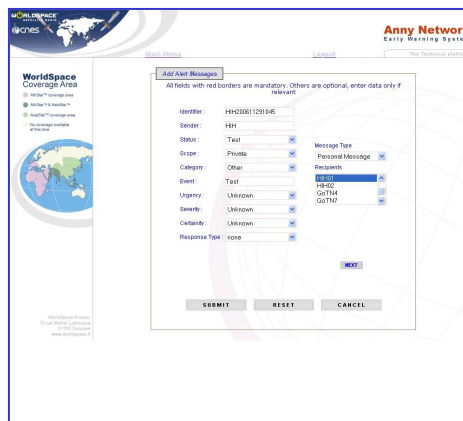 WORLDSPACE
SATELLITE RADIO
cnes
Anny Networ
Early Warning Syste
Main Menu
Logout
The Technical platfo
WorldSpace
Coverage Area
AfriStar™ coverage area
AfriStar™ & AsiaStar™
AsiaStar™ coverage area
No coverage available
at this time
Add Alert Messages
All fields with red borders are mandatory. Others are optional, enter data only if
relevant
Identifier : HIH200611291045
Sender : HIH
Status : Test
Scope : Private
Category : Other
Event : Test
Urgency : Unknown
Severity : Unknown
Certainity : Unknown
Response Type : none
Message Type
Personal Message
Recipients
HIH01
HIH02
GoTN4
GoTN7
NEXT
SUBMIT RESET CANCEL
WorldSpace France,
31100 Toulouse
www.worldspace.fr